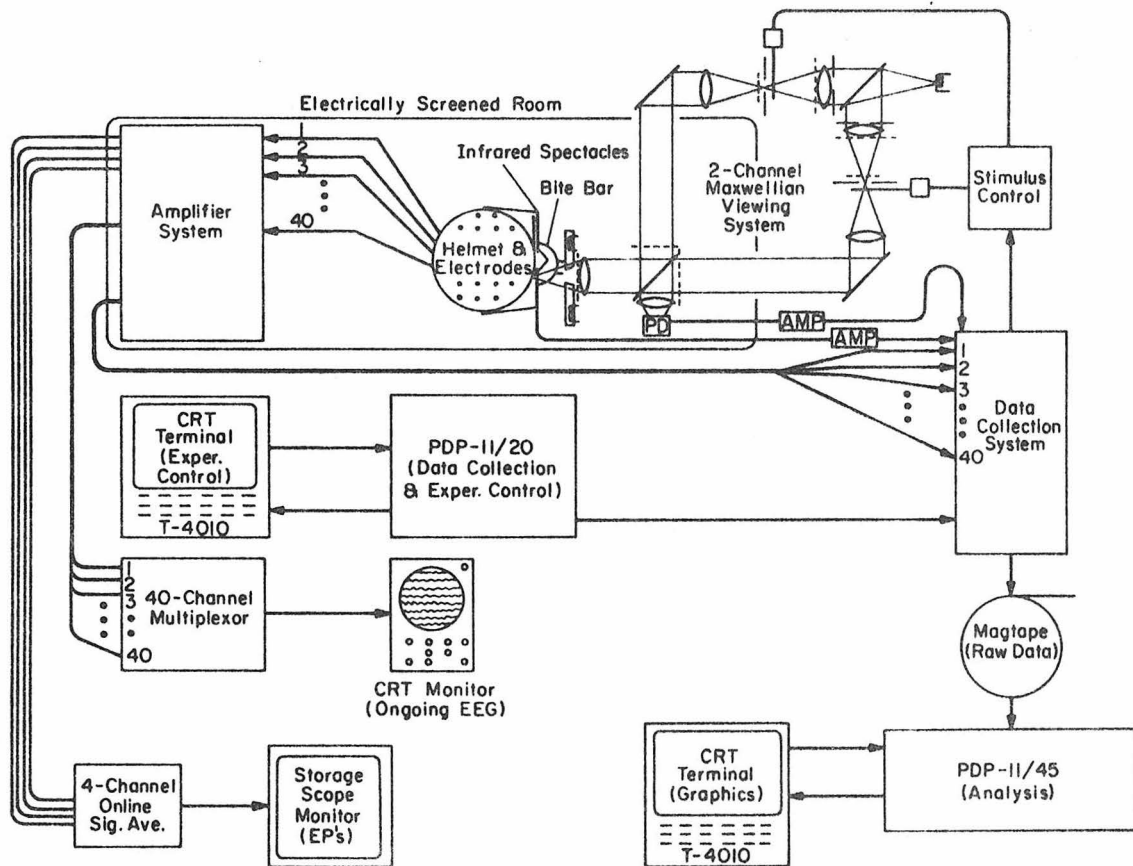 Electrically Screened Room
Amplifier
System
1
2
3
40
Infrared Spectacles
Bite Bar
Helmet &
Electrodes
2-Channel
Maxwellian
Viewing
System
Stimulus
Control
PD
AMP
AMP
1
2
3
40
Data
Collection
System
CRT
Terminal
(Exper.
Control)
T-4010
PDP-11/20
(Data Collection
& Exper. Control)
1
2
3
40
40-Channel
Multiplexor
CRT Monitor
(Ongoing EEG)
Magtape
(Raw Data)
4-Channel
Online
Sig. Ave.
Storage
Scope
Monitor
(EP's)
CRT
Terminal
(Graphics)
T-4010
PDP-11/45
(Analysis)